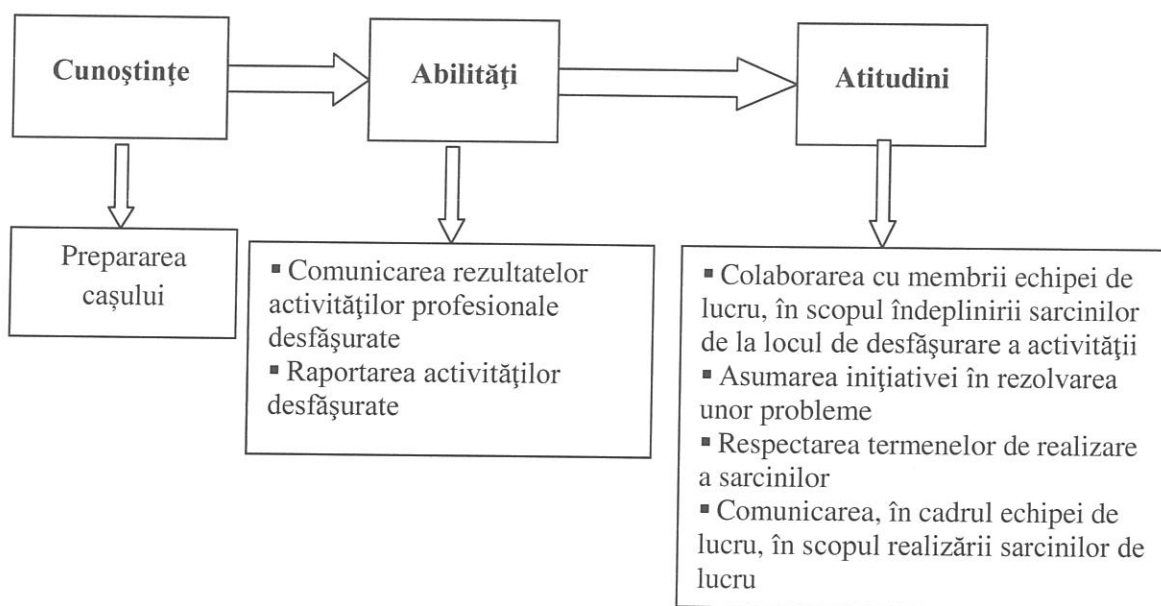 Cunoştinţe
Abilităţi
Atitudini
Prepararea
cașului
▪ Comunicarea rezultatelor
activităţilor profesionale
desfăşurate
▪ Raportarea activităţilor
desfăşurate
▪ Colaborarea cu membrii echipei de
lucru, în scopul îndeplinirii sarcinilor
de la locul de desfăşurare a activităţii
▪ Asumarea iniţiativei în rezolvarea
unor probleme
▪ Respectarea termenelor de realizare
a sarcinilor
▪ Comunicarea, în cadrul echipei de
lucru, în scopul realizării sarcinilor de
lucru